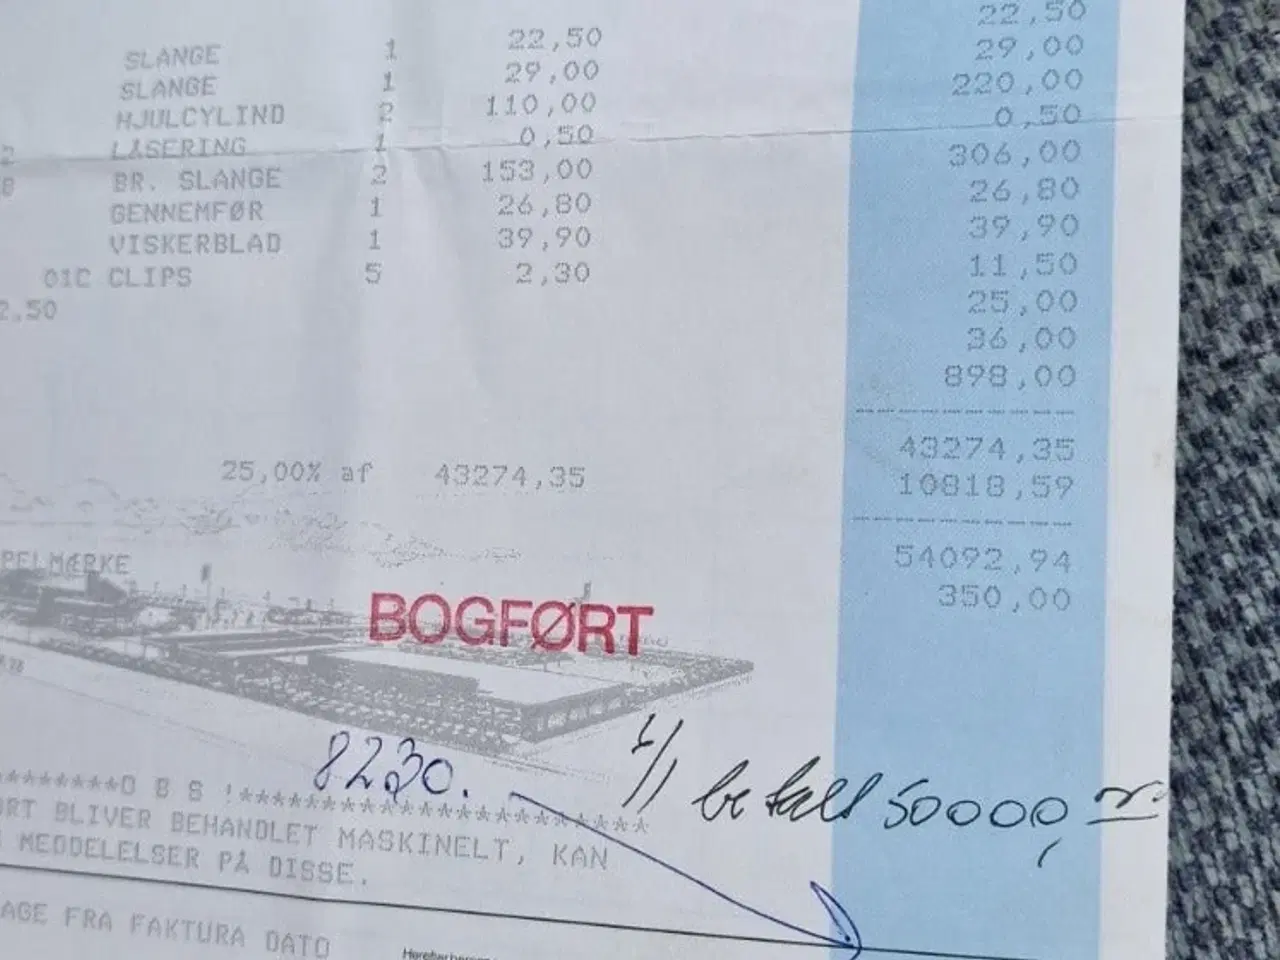 22,50
SLANGE 1 22,50 29,00
SLANGE 1 29,00 220,00
HJULCYLIND 2 110,00 0,50
2 LÅSERING 1 0,50 306,00
8 BR. SLANGE 2 153,00 26,80
GENNEMFØR 1 26,80 39,90
VISKERBLAD 1 39,90 11,50
01C CLIPS 5 2,30 25,00
2,50 36,00
898,00
43274,35
25,00% af 43274,35 10818,59
54092,94
PELMÆRKE 350,00
BOGFØRT
8230.
betalt 50000,
*******O B S !********************
ORT BLIVER BEHANDLET MASKINELT, KAN
MEDDELELSER PÅ DISSE.
AGE FRA FAKTURA DATO